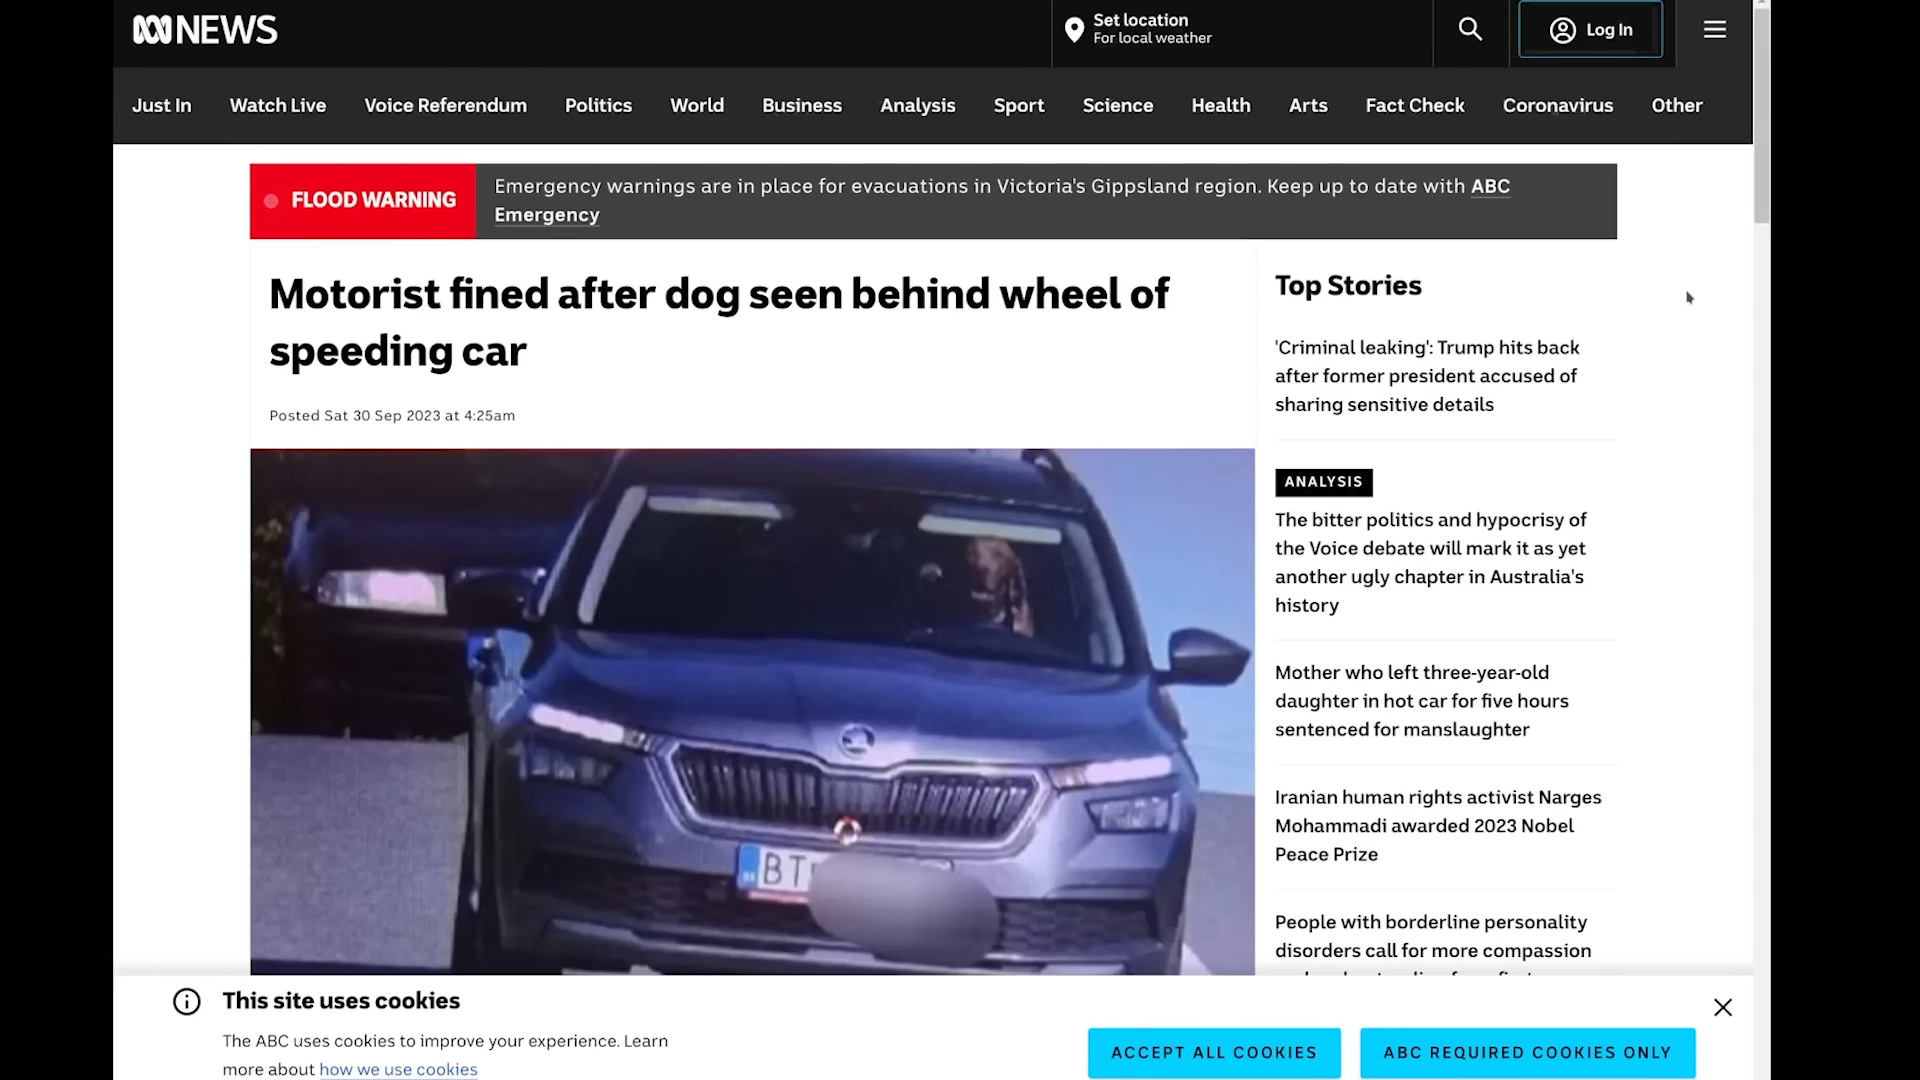 NEWS
Set location
For local weather
Log In
Just In
Watch Live
Voice Referendum
Politics
World
Business
Analysis
Sport
Science
Health
Arts
Fact Check
Coronavirus
Other
FLOOD WARNING
Emergency warnings are in place for evacuations in Victoria's Gippsland region. Keep up to date with ABC
Emergency
Motorist fined after dog seen behind wheel of
speeding car
Posted Sat 30 Sep 2023 at 4:25am
BT
Top Stories
'Criminal leaking': Trump hits back
after former president accused of
sharing sensitive details
ANALYSIS
The bitter politics and hypocrisy of
the Voice debate will mark it as yet
another ugly chapter in Australia's
history
Mother who left three-year-old
daughter in hot car for five hours
sentenced for manslaughter
Iranian human rights activist Narges
Mohammadi awarded 2023 Nobel
Peace Prize
People with borderline personality
disorders call for more compassion
This site uses cookies
The ABC uses cookies to improve your experience. Learn
more about how we use cookies
ACCEPT ALL COOKIES
ABC REQUIRED COOKIES ONLY